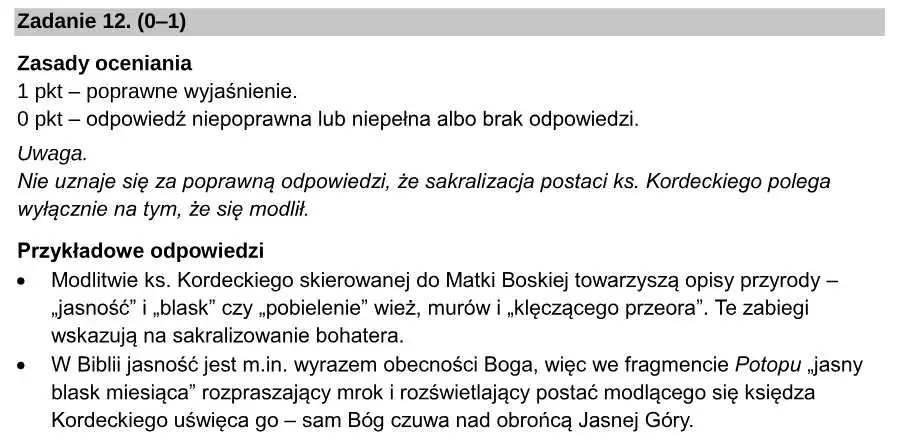 Zadanie 12. (0–1)
Zasady oceniania
1 pkt – poprawne wyjaśnienie.
0 pkt – odpowiedź niepoprawna lub niepełna albo brak odpowiedzi.
Uwaga.
Nie uznaje się za poprawną odpowiedzi, że sakralizacja postaci ks. Kordeckiego polega
wyłącznie na tym, że się modlił.
Przykładowe odpowiedzi
• Modlitwie ks. Kordeckiego skierowanej do Matki Boskiej towarzyszą opisy przyrody –
„jasność” i „blask” czy „pobielenie” wież, murów i „klęczącego przeora”. Te zabiegi
wskazują na sakralizowanie bohatera.
• W Biblii jasność jest m.in. wyrazem obecności Boga, więc we fragmencie Potopu „jasny
blask miesiąca” rozpraszający mrok i rozświetlający postać modlącego się księdza
Kordeckiego uświęca go – sam Bóg czuwa nad obrońcą Jasnej Góry.